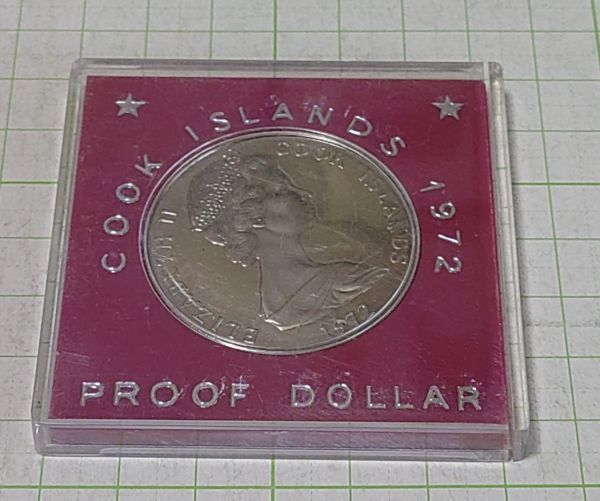 ★ COOK ISLANDS 1972 ★
ELIZABETH II COOK ISLANDS 1972
PROOF DOLLAR